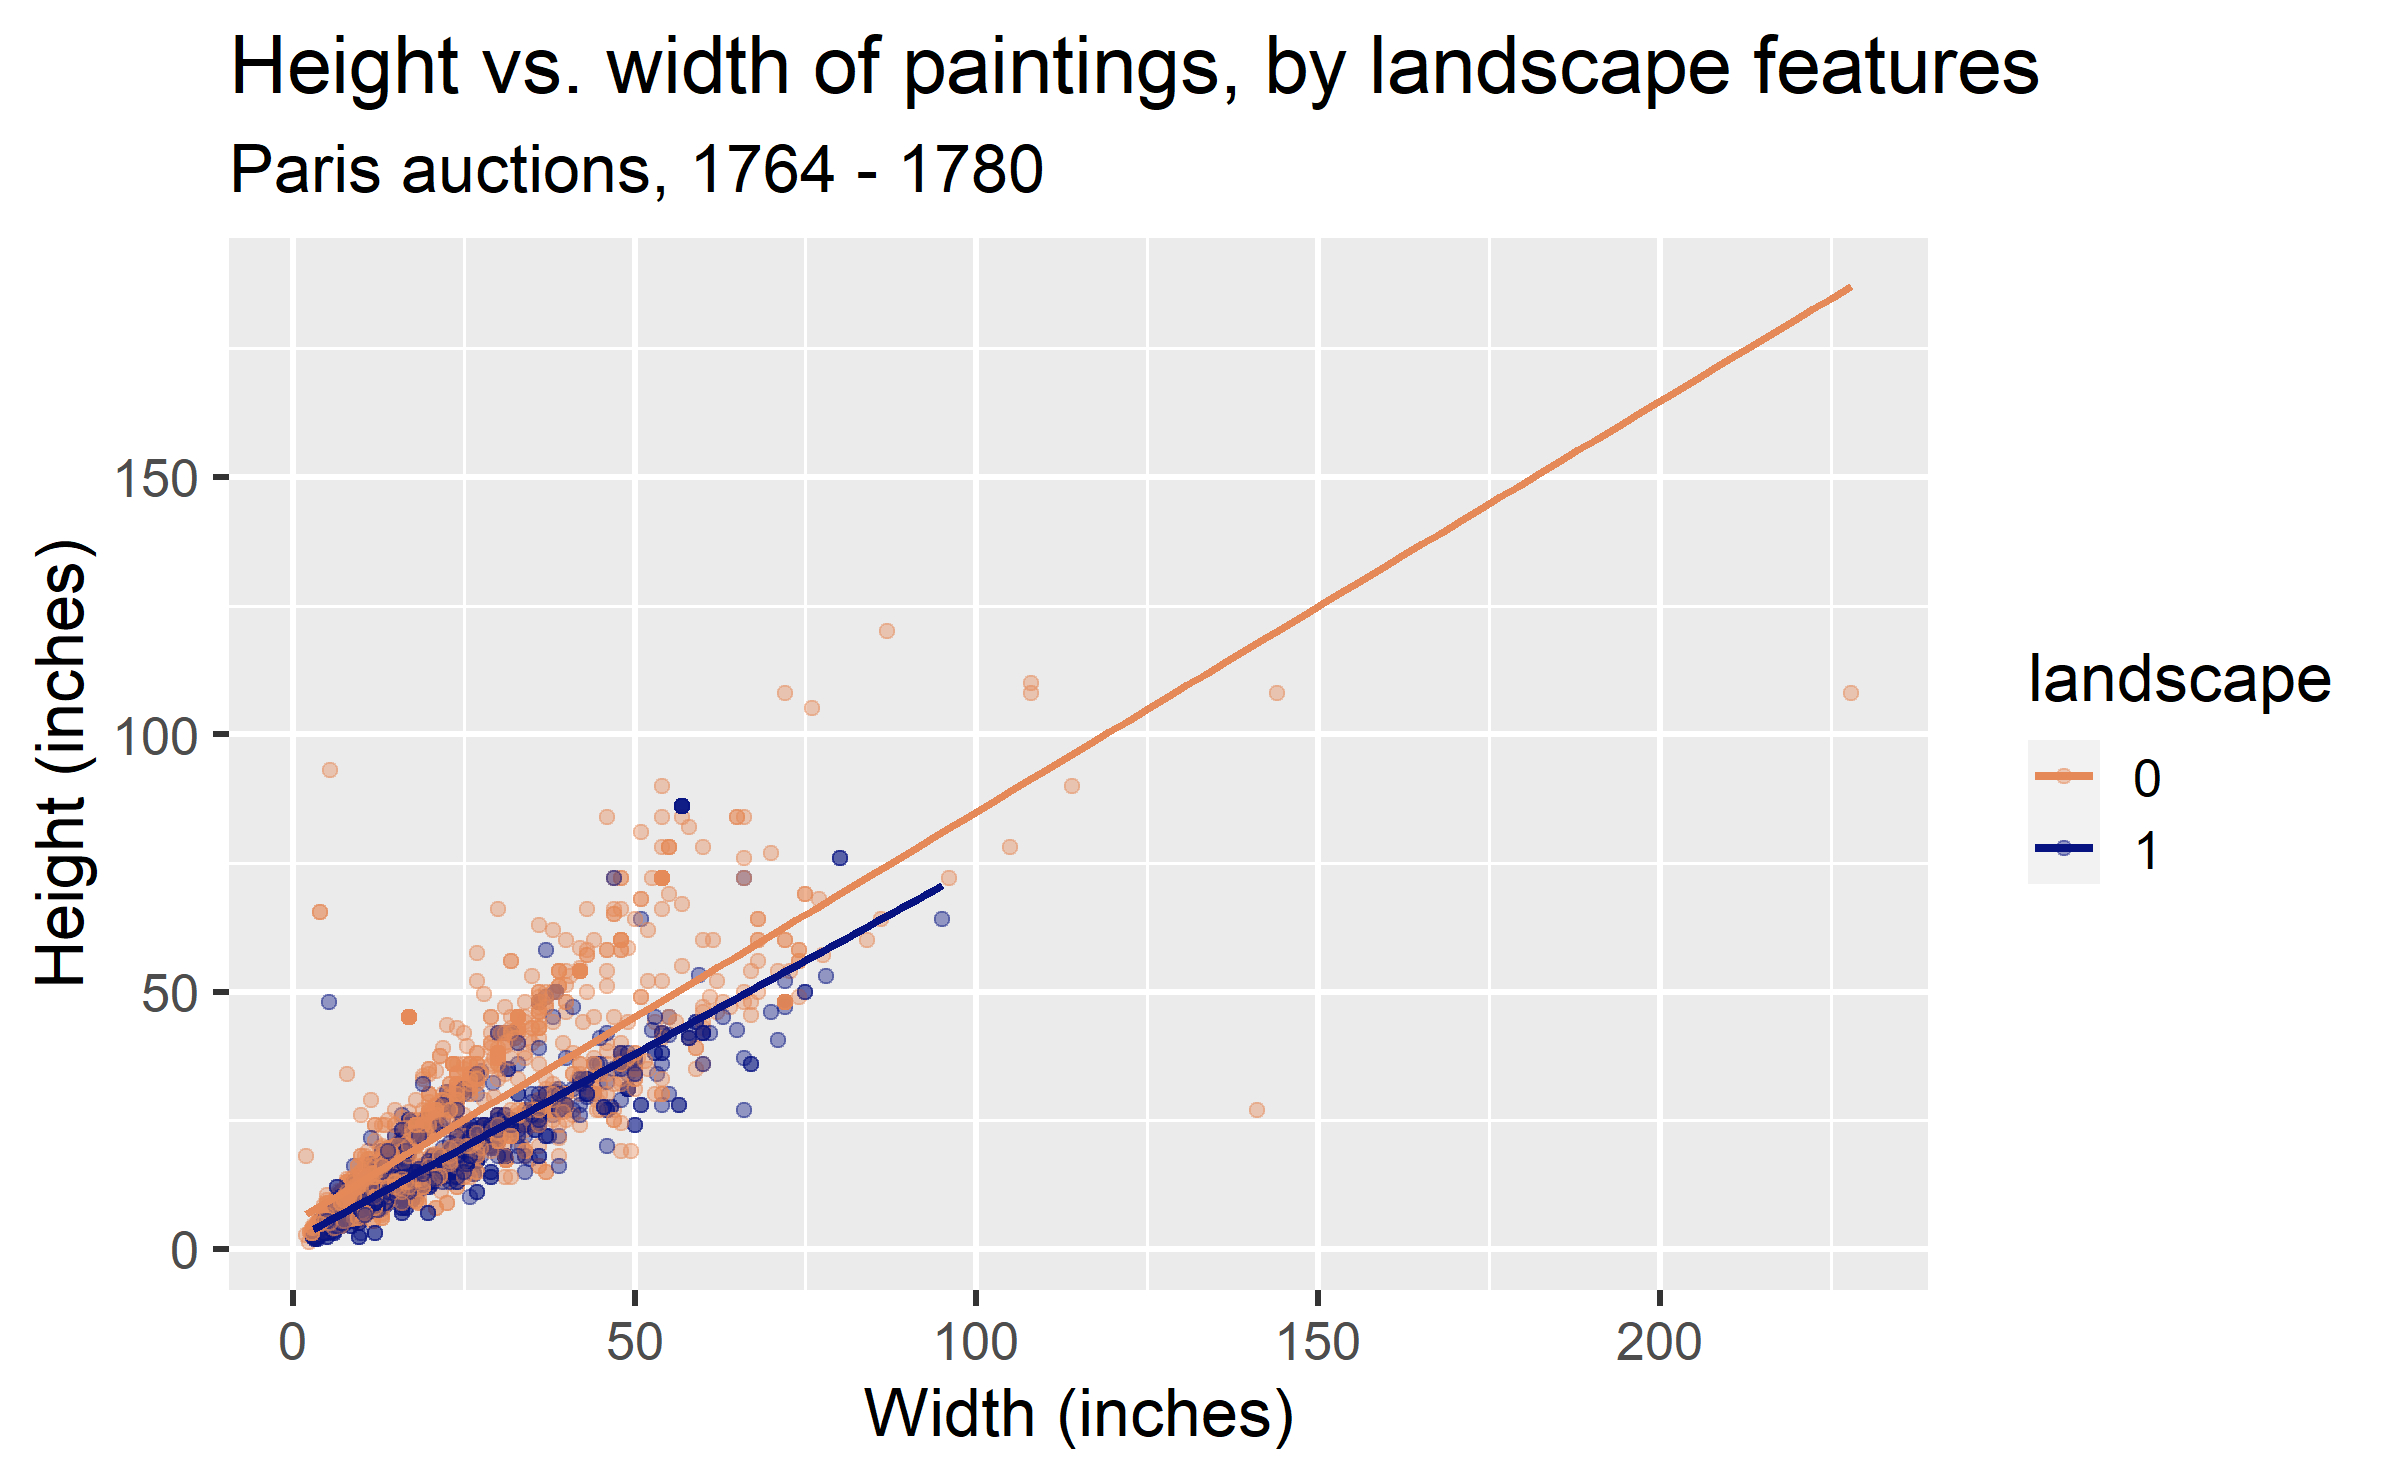 Height vs. width of paintings, by landscape features
Paris auctions, 1764 - 1780
Height (inches)
150
100
50
0
0 50 100 150 200
Width (inches)
landscape
0
1